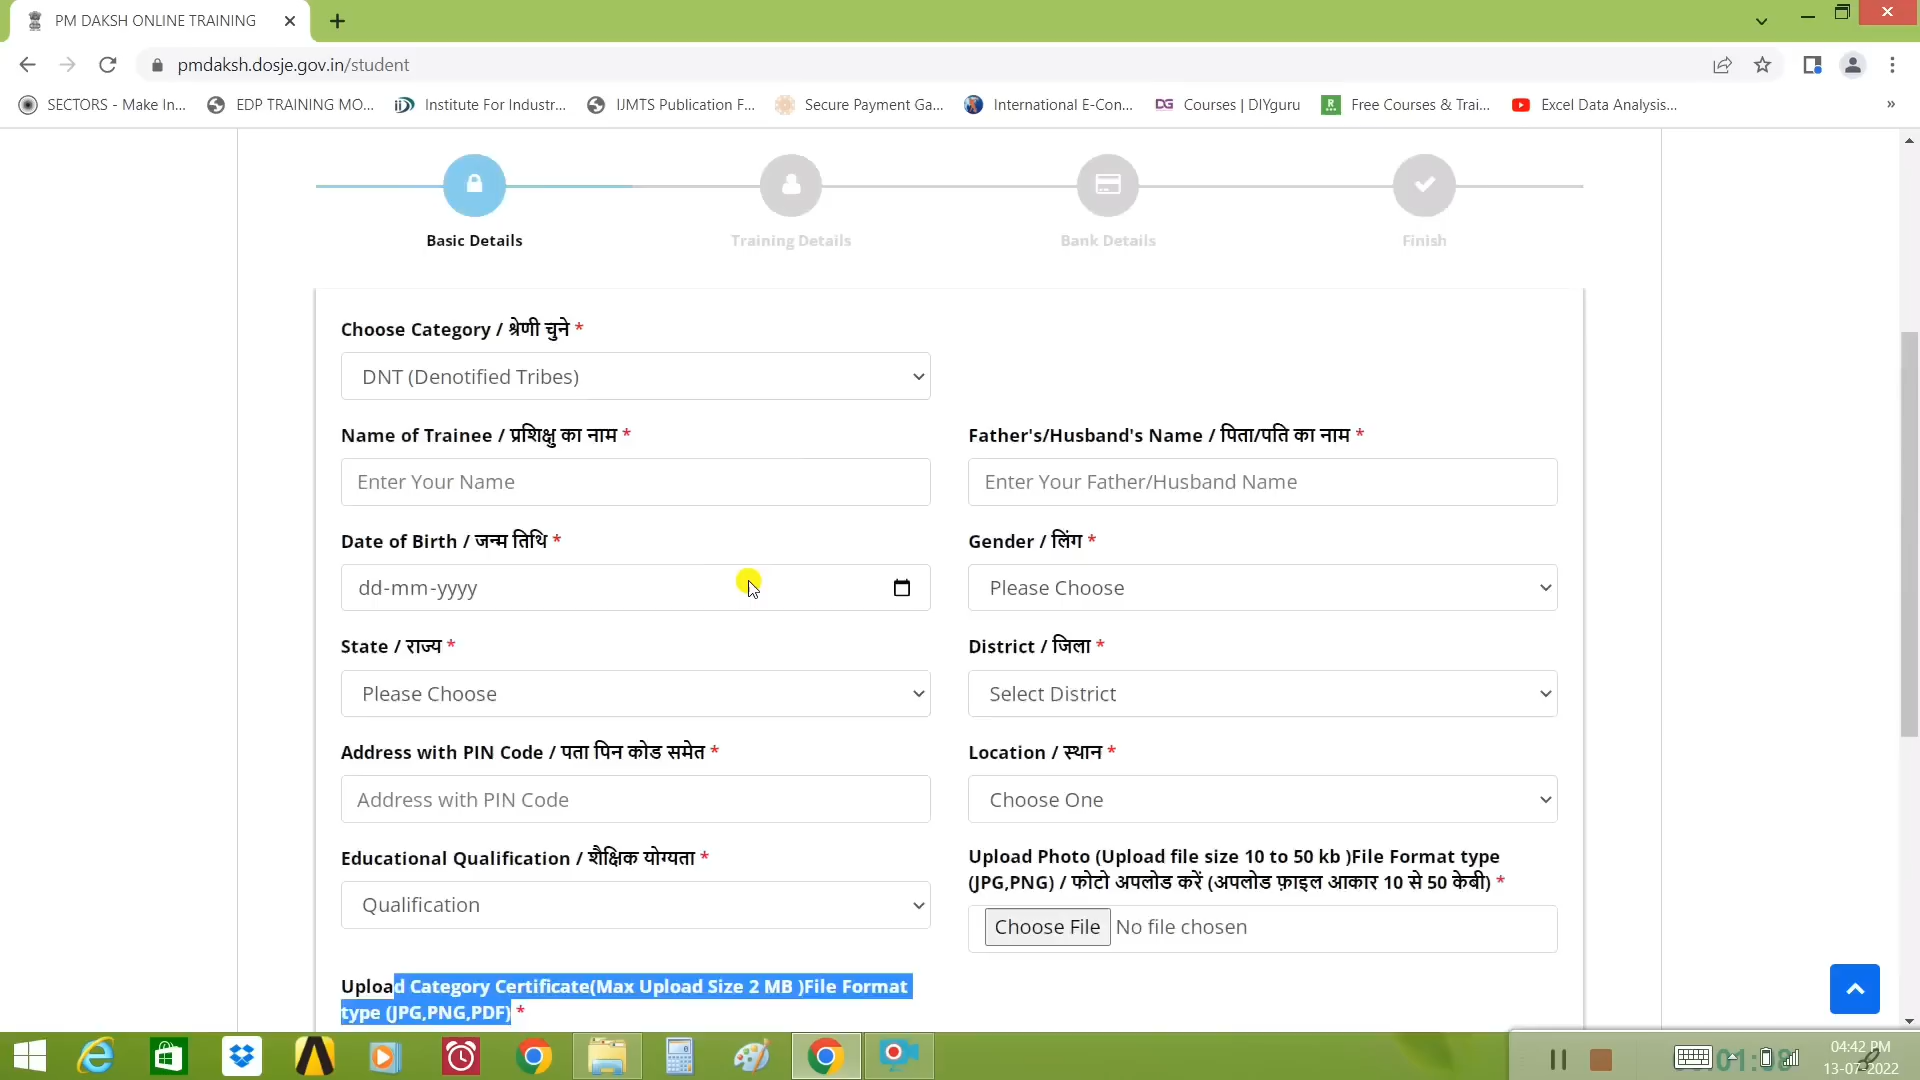 PM DAKSH ONLINE TRAINING
pmdaksh.dosje.gov.in/student
SECTORS - Make In... EDP TRAINING MO... Institute For Industr... IJMTS Publication F... Secure Payment Ga... International E-Con... DG Courses | DIYguru R Free Courses & Trai... Excel Data Analysis... »
Basic Details Training Details Bank Details Finish
Choose Category / श्रेणी चुने *
DNT (Denotified Tribes)
Name of Trainee / प्रशिक्षु का नाम * Father's/Husband's Name / पिता/पति का नाम *
Enter Your Name Enter Your Father/Husband Name
Date of Birth / जन्म तिथि * Gender / लिंग *
dd-mm-yyyy Please Choose
State / राज्य * District / जिला *
Please Choose Select District
Address with PIN Code / पता पिन कोड समेत * Location / स्थान *
Address with PIN Code Choose One
Educational Qualification / शैक्षिक योग्यता *
Qualification
Upload Photo (Upload file size 10 to 50 kb )File Format type
(JPG,PNG) / फोटो अपलोड करें (अपलोड फ़ाइल आकार 10 से 50 केबी) *
Choose File No file chosen
Upload Category Certificate(Max Upload Size 2 MB )File Format
type (JPG,PNG,PDF) *
04:42 PM
13-07-2022